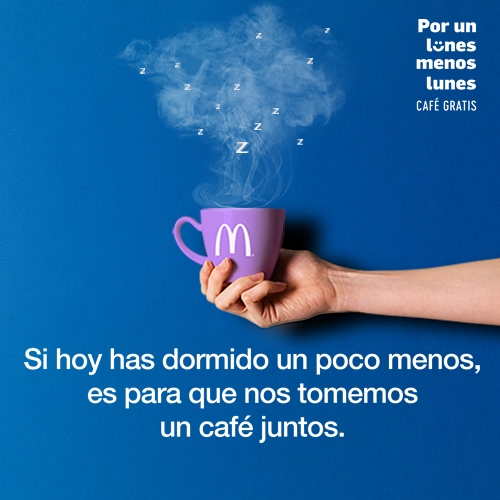 Por un
lunes
menos
lunes
CAFÉ GRATIS
z
z
z
z
z
z
z
z
z
z
z
z
M
Si hoy has dormido un poco menos,
es para que nos tomemos
un café juntos.